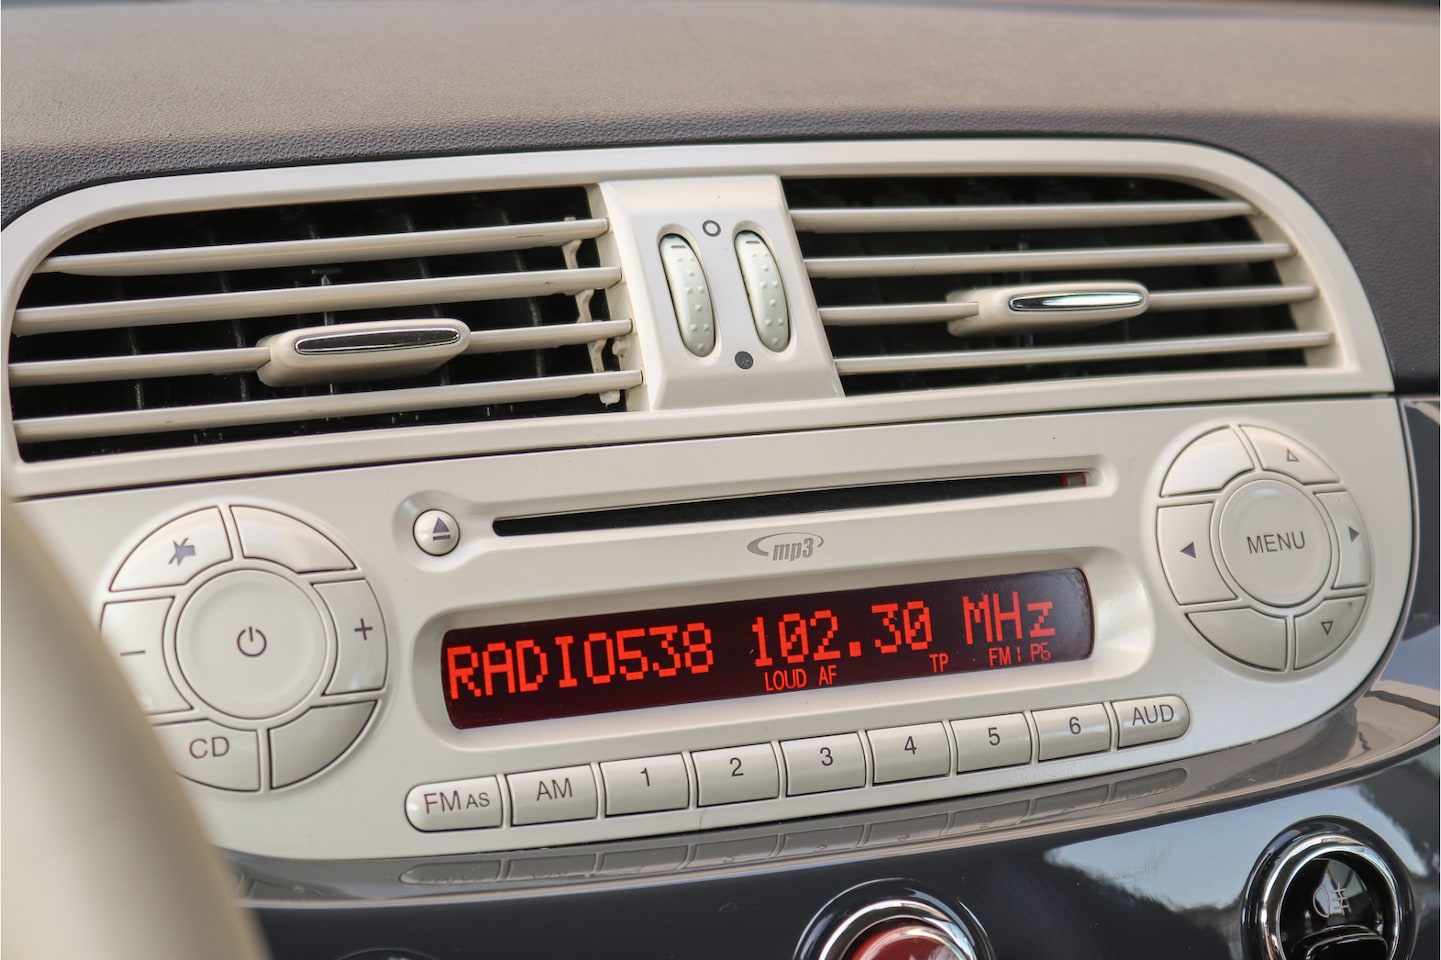 mp3
MENU
RADIO538 102.30 MHz
LOUD AF TP FM1 P6
CD
FM AS AM 1 2 3 4 5 6 AUD